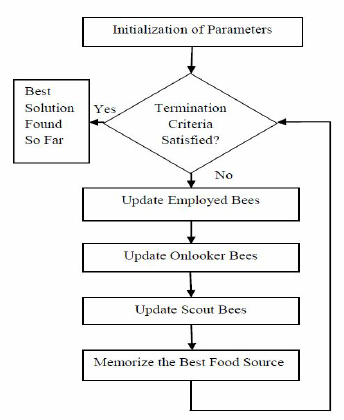 Initialization of Parameters
Best
Solution
Found
So Far
Yes
Termination
Criteria
Satisfied?
No
Update Employed Bees
Update Onlooker Bees
Update Scout Bees
Memorize the Best Food Source